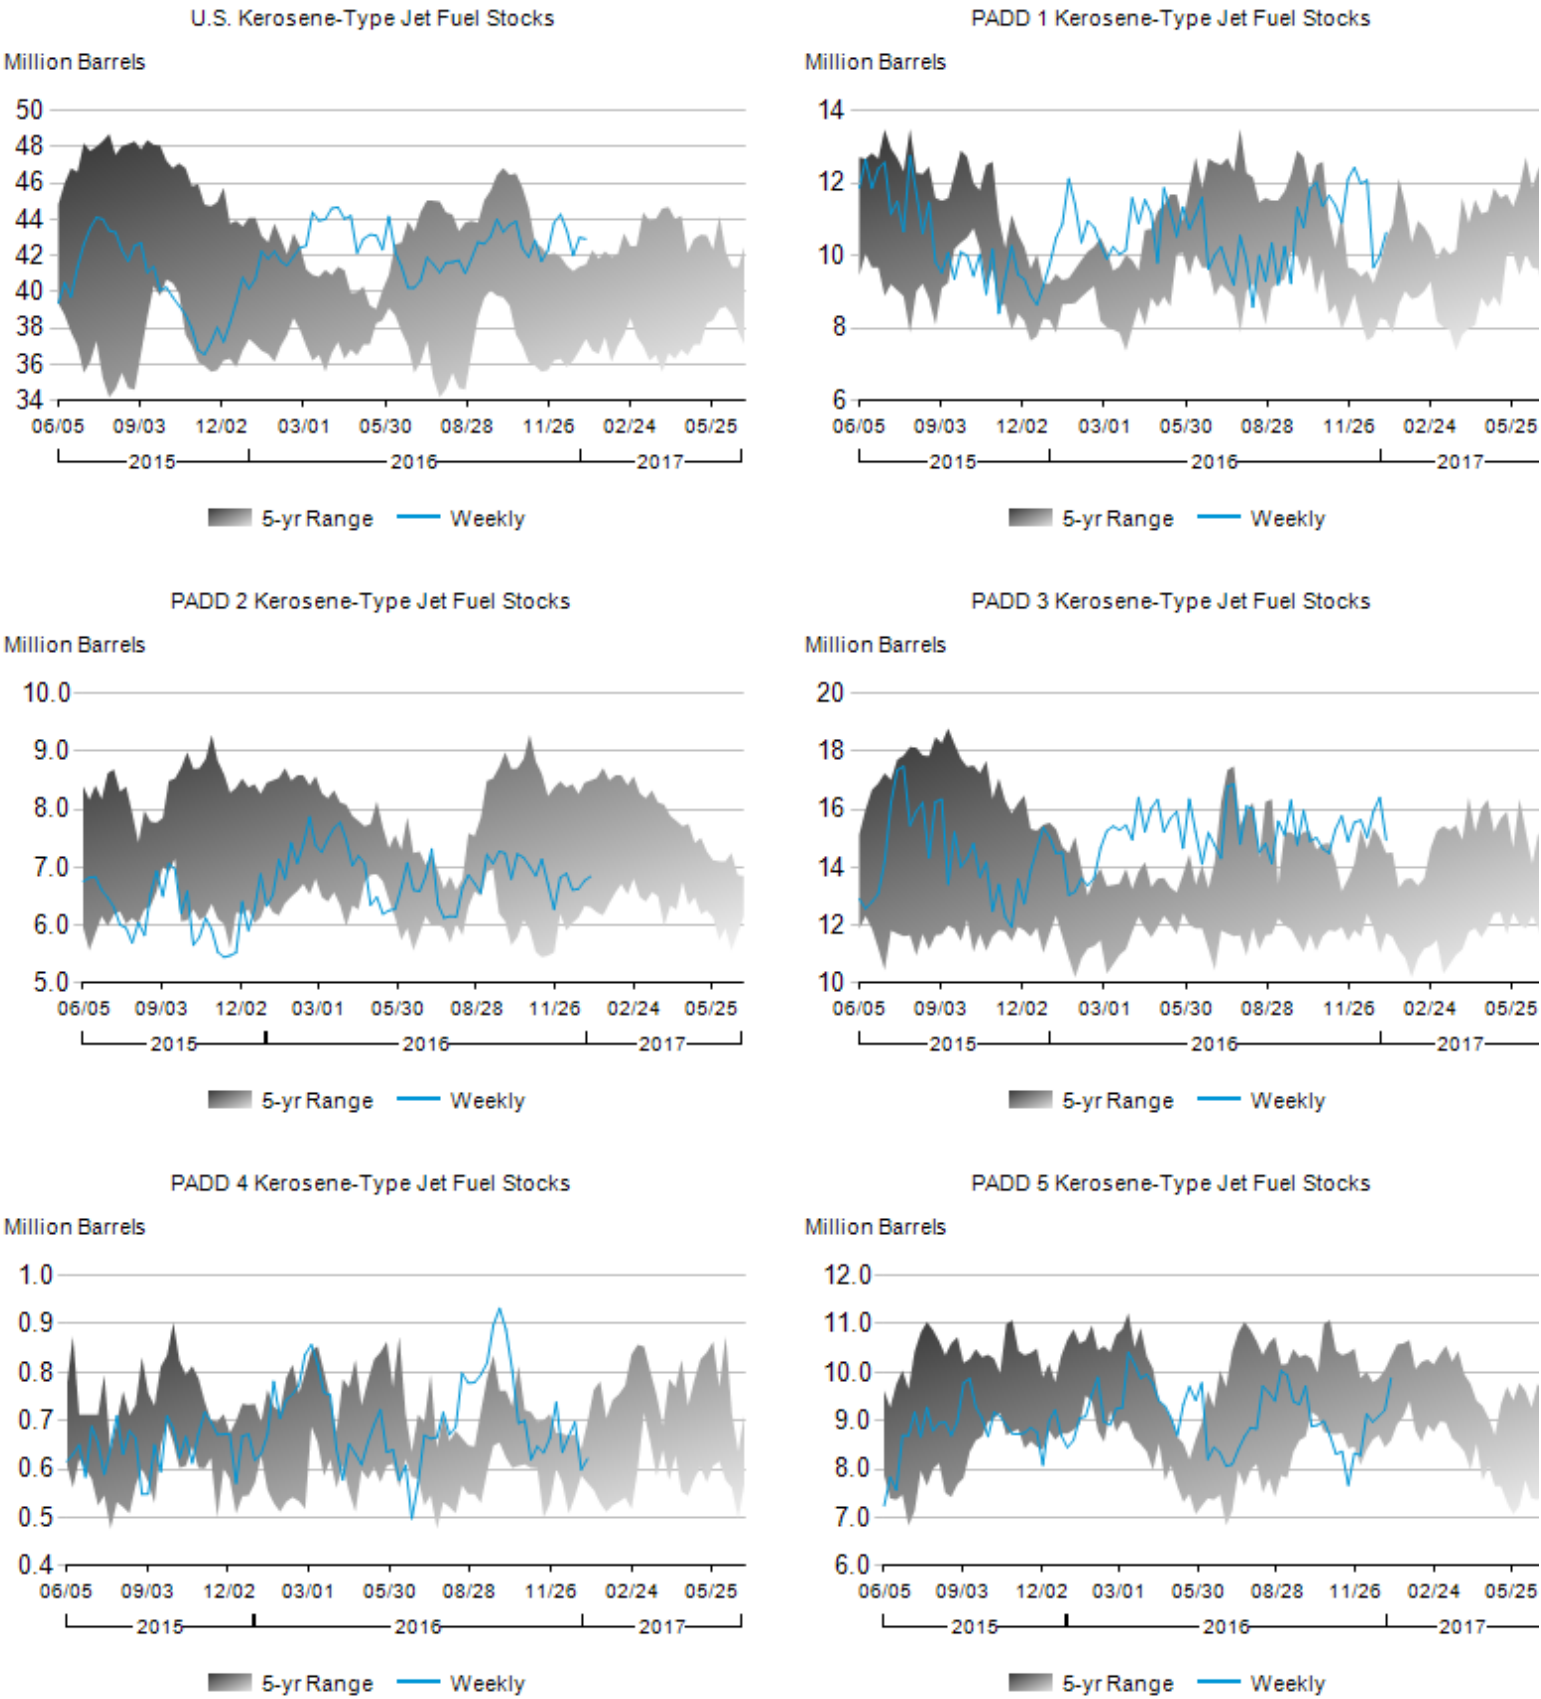 U.S. Kerosene-Type Jet Fuel Stocks
Million Barrels
50
48
46
44
42
40
38
36
34
06/05 09/03 12/02 03/01 05/30 08/28 11/26 02/24 05/25
2015 2016 2017
5-yr Range Weekly
PADD 1 Kerosene-Type Jet Fuel Stocks
Million Barrels
14
12
10
8
6
06/05 09/03 12/02 03/01 05/30 08/28 11/26 02/24 05/25
2015 2016 2017
5-yr Range Weekly
PADD 2 Kerosene-Type Jet Fuel Stocks
Million Barrels
10.0
9.0
8.0
7.0
6.0
5.0
06/05 09/03 12/02 03/01 05/30 08/28 11/26 02/24 05/25
2015 2016 2017
5-yr Range Weekly
PADD 3 Kerosene-Type Jet Fuel Stocks
Million Barrels
20
18
16
14
12
10
06/05 09/03 12/02 03/01 05/30 08/28 11/26 02/24 05/25
2015 2016 2017
5-yr Range Weekly
PADD 4 Kerosene-Type Jet Fuel Stocks
Million Barrels
1.0
0.9
0.8
0.7
0.6
0.5
0.4
06/05 09/03 12/02 03/01 05/30 08/28 11/26 02/24 05/25
2015 2016 2017
5-yr Range Weekly
PADD 5 Kerosene-Type Jet Fuel Stocks
Million Barrels
12.0
11.0
10.0
9.0
8.0
7.0
6.0
06/05 09/03 12/02 03/01 05/30 08/28 11/26 02/24 05/25
2015 2016 2017
5-yr Range Weekly